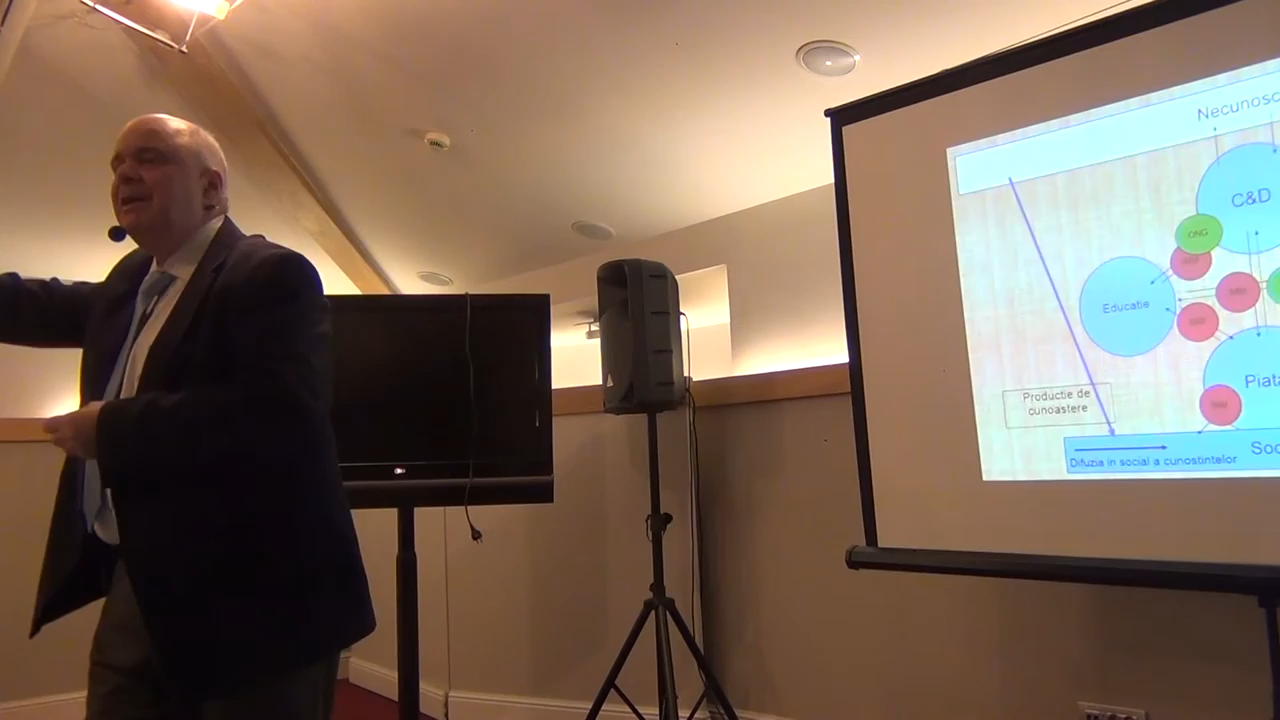 Necunosc
C&D
ONG
Educatie
Piata
Productie de
cunoastere
Soc
Difuzia in social a cunostintelor